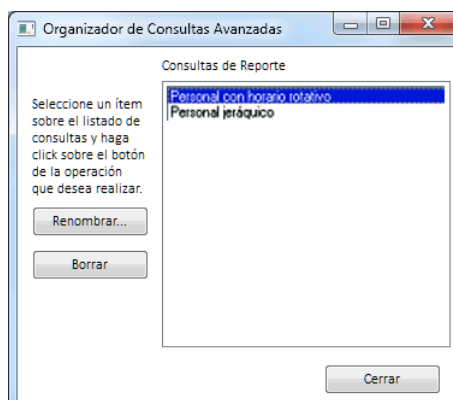 Organizador de Consultas Avanzadas
Consultas de Reporte
Seleccione un ítem
sobre el listado de
consultas y haga
click sobre el botón
de la operación
que desea realizar.
Renombrar...
Borrar
Personal con horario rotativo
Personal jeráquico
Cerrar